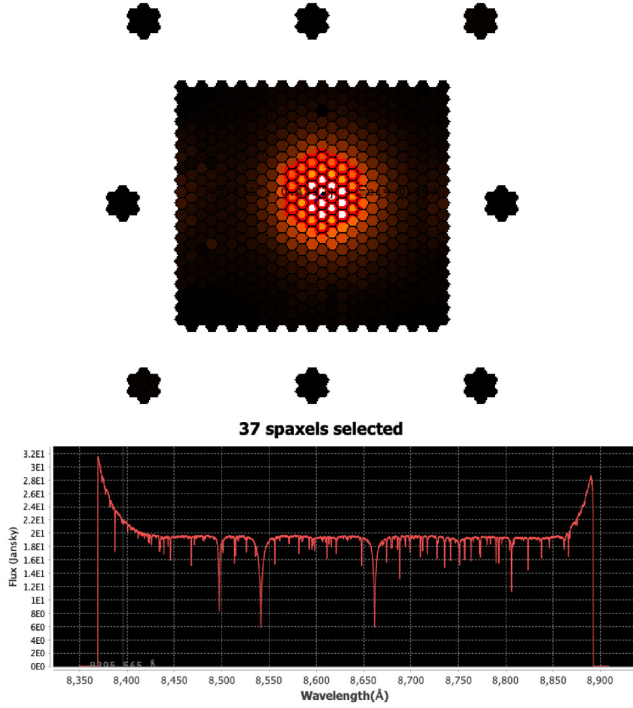 37 spaxels selected
3.2E1
3E1
2.8E1
2.6E1
2.4E1
2.2E1
2E1
1.8E1
1.6E1
1.4E1
1.2E1
1E1
8E0
6E0
4E0
2E0
0E0
Flux (Jansky)
8,350 8,400 8,450 8,500 8,550 8,600 8,650 8,700 8,750 8,800 8,850 8,900
Wavelength(Å)